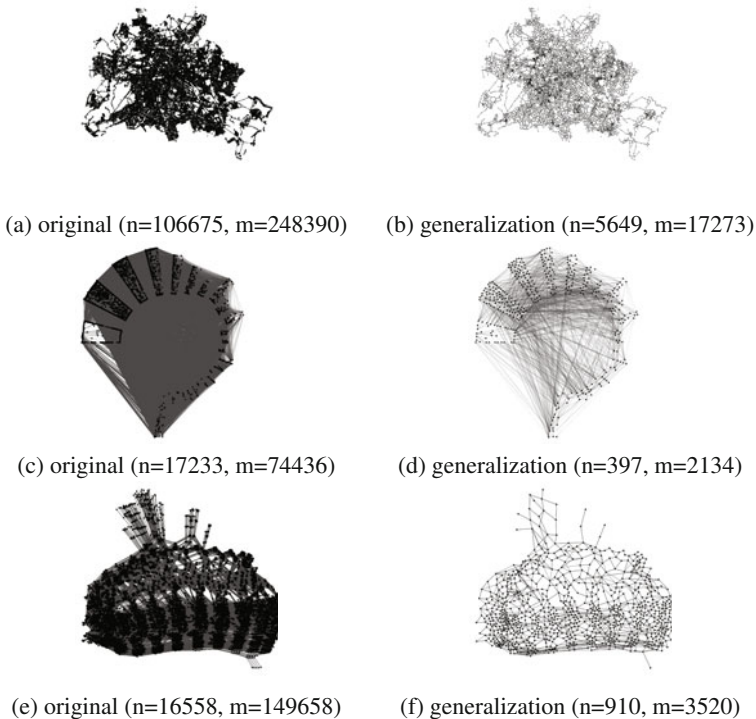 (a) original (n=106675, m=248390)
(b) generalization (n=5649, m=17273)
(c) original (n=17233, m=74436)
(d) generalization (n=397, m=2134)
(e) original (n=16558, m=149658)
(f) generalization (n=910, m=3520)